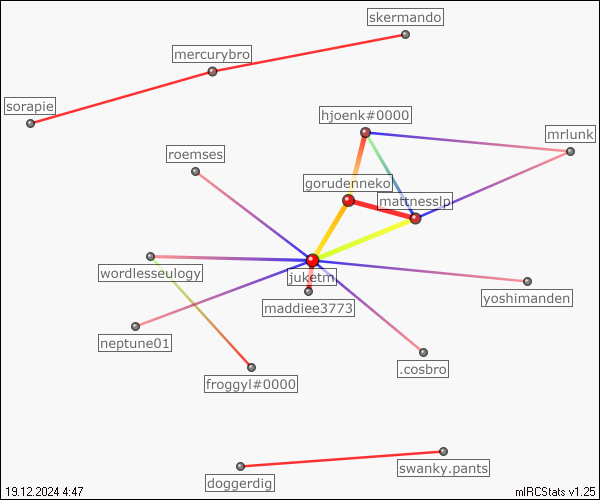 skermando
mercurybro
sorapie
hjoenk#0000
mrlunk
roemses
gorudenneko
mattnesslp
wordlesseulogy
juketm
yoshimanden
maddiee3773
neptune01
.cosbro
froggyl#0000
swanky.pants
doggerdig
19.12.2024 4:47
mIRCStats v1.25